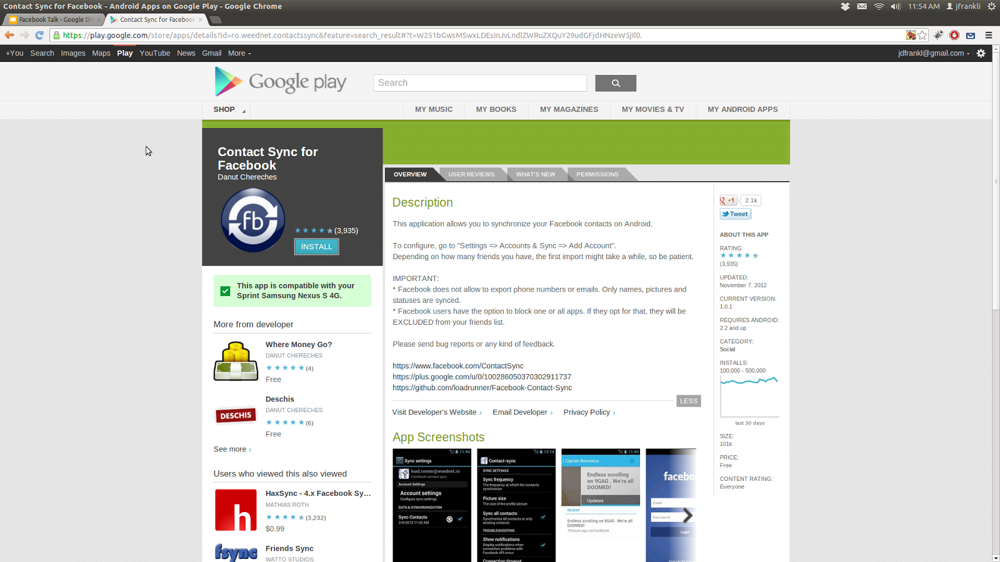 Contact Sync for Facebook - Android Apps on Google Play - Google Chrome
11:54 AM jfrankli
Facebook Talk - Google Dri
Contact Sync for Facebook
https://play.google.com/store/apps/details?id=ro.weednet.contactssync&feature=search_result#?t=W251bGwsMSwxLDEsInJvLndlZWRuZXQuY29udGFjdHNzeW5jIl0.
+You Search Images Maps Play YouTube News Gmail More
jdfrankl@gmail.com
Google play
Search
SHOP
MY MUSIC
MY BOOKS
MY MAGAZINES
MY MOVIES & TV
MY ANDROID APPS
Contact Sync for
Facebook
Danut Chereches
fb
(3,935)
INSTALL
This app is compatible with your
Sprint Samsung Nexus S 4G.
More from developer
Where Money Go?
DANUT CHERECHES
(4)
Free
DESCHIS
Deschis
DANUT CHERECHES
(6)
Free
See more ›
Users who viewed this also viewed
h
HaxSync - 4.x Facebook Sy...
MATHIAS ROTH
(3,232)
$0.99
fsync
Friends Sync
WATTO STUDIOS
OVERVIEW
USER REVIEWS
WHAT'S NEW
PERMISSIONS
Description
This application allows you to synchronize your Facebook contacts on Android.
To configure, go to "Settings => Accounts & Sync => Add Account".
Depending on how many friends you have, the first import might take a while, so be patient.
IMPORTANT:
* Facebook does not allow to export phone numbers or emails. Only names, pictures and
statuses are synced.
* Facebook users have the option to block one or all apps. If they opt for that, they will be
EXCLUDED from your friends list.
Please send bug reports or any kind of feedback.
https://www.facebook.com/ContactSync
https://plus.google.com/u/0/100286050370302911737
https://github.com/loadrunner/Facebook-Contact-Sync
LESS
Visit Developer's Website ›
Email Developer ›
Privacy Policy ›
App Screenshots
11:46
Sync settings
load.runner@weednet.ro
Facebook contact sync
Account Settings
Account settings
Configure sync settings
DATA & SYNCHRONIZATION
Sync Contacts
2/9/2012 11:42 AM
12:14
Contact-sync
SYNC SETTINGS
Sync frequency
The frequency at which the contacts
synchronize
Picture size
The size of the profile picture
Sync all contacts
Synchronize all contacts or only
existing contacts
TROUBLESHOOTING
Show notifications
Display notifications when
connection problems with
Facebook API occur
Connection timeout
11:49
Ciprian Borcescu
Endless scrolling
on 9GAG . We're all
DOOMED!
Updates
RECENT
Endless scrolling on 9GAG . We're all
DOOMED!
19 hours ago via Facebook
faceboo
Email
Password
Login
g +1
2.1k
Tweet
ABOUT THIS APP
RATING:
(3,935)
UPDATED:
November 7, 2012
CURRENT VERSION:
1.0.1
REQUIRES ANDROID:
2.2 and up
CATEGORY:
Social
INSTALLS:
100,000 - 500,000
last 30 days
SIZE:
101k
PRICE:
Free
CONTENT RATING:
Everyone